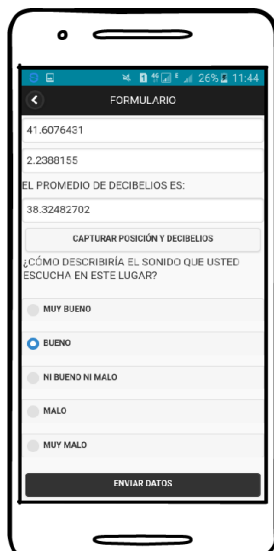 26% 11:44
FORMULARIO
41.6076431
2.2388155
EL PROMEDIO DE DECIBELIOS ES:
38.32482702
CAPTURAR POSICIÓN Y DECIBELIOS
¿CÓMO DESCRIBIRÍA EL SONIDO QUE USTED
ESCUCHA EN ESTE LUGAR?
MUY BUENO
BUENO
NI BUENO NI MALO
MALO
MUY MALO
ENVIAR DATOS